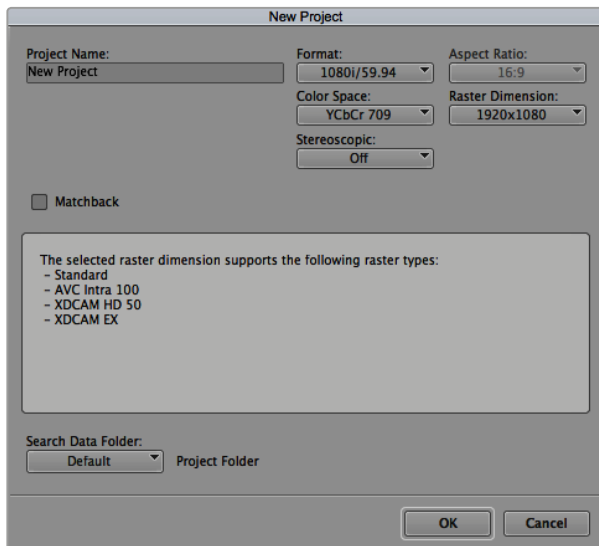 New Project
Project Name:
New Project
Format:
1080i/59.94
Aspect Ratio:
16:9
Color Space:
YCbCr 709
Raster Dimension:
1920x1080
Stereoscopic:
Off
Matchback
The selected raster dimension supports the following raster types:
- Standard
- AVC Intra 100
- XDCAM HD 50
- XDCAM EX
Search Data Folder:
Default
Project Folder
OK
Cancel